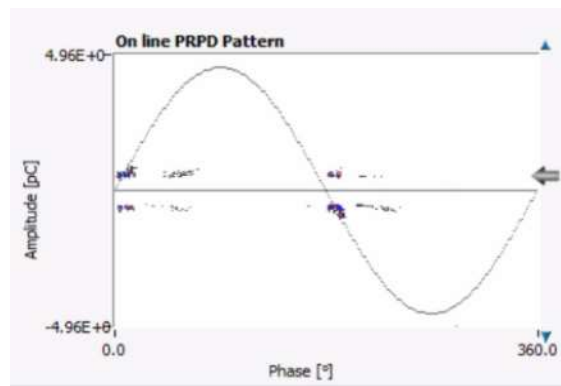 On line PRPD Pattern
4.96E+0
Amplitude [pC]
-4.96E+0
0.0
360.0
Phase [°]